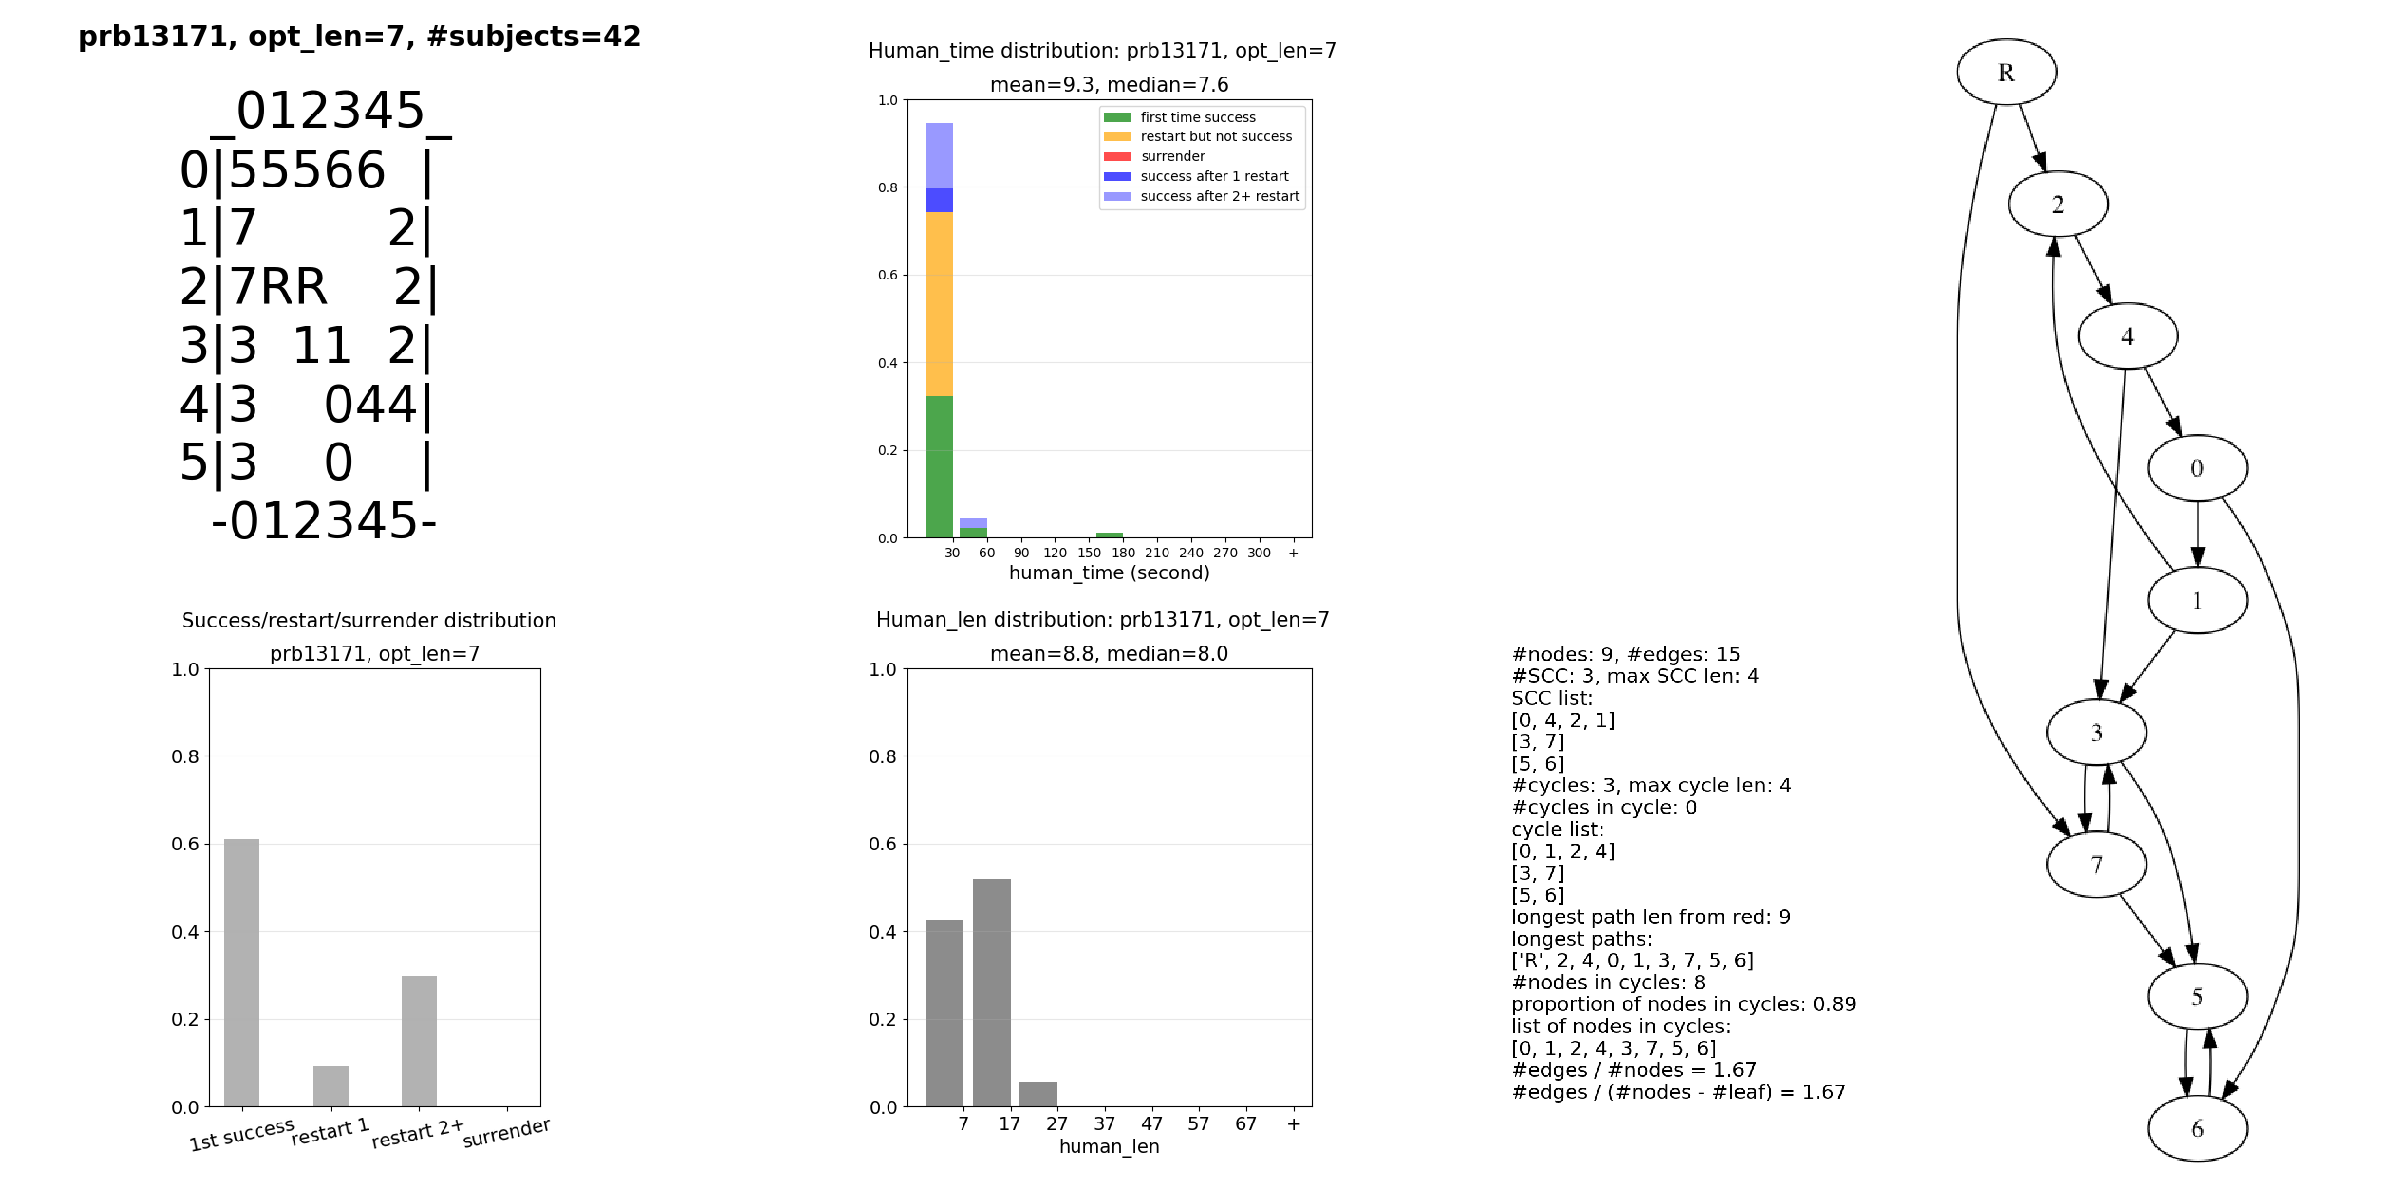 prb13171, opt_len=7, #subjects=42
_012345_
0|55566  |
1|7        2|
2|7RR    2|
3|3  11  2|
4|3    044|
5|3    0    |
-012345-
Human_time distribution: prb13171, opt_len=7
mean=9.3, median=7.6
1.0
0.8
0.6
0.4
0.2
0.0
first time success
restart but not success
surrender
success after 1 restart
success after 2+ restart
30 60 90 120 150 180 210 240 270 300 +
human_time (second)
Success/restart/surrender distribution
prb13171, opt_len=7
1.0
0.8
0.6
0.4
0.2
0.0
1st success restart 1 restart 2+ surrender
Human_len distribution: prb13171, opt_len=7
mean=8.8, median=8.0
1.0
0.8
0.6
0.4
0.2
0.0
7 17 27 37 47 57 67 +
human_len
#nodes: 9, #edges: 15
#SCC: 3, max SCC len: 4
SCC list:
[0, 4, 2, 1]
[3, 7]
[5, 6]
#cycles: 3, max cycle len: 4
#cycles in cycle: 0
cycle list:
[0, 1, 2, 4]
[3, 7]
[5, 6]
longest path len from red: 9
longest paths:
['R', 2, 4, 0, 1, 3, 7, 5, 6]
#nodes in cycles: 8
proportion of nodes in cycles: 0.89
list of nodes in cycles:
[0, 1, 2, 4, 3, 7, 5, 6]
#edges / #nodes = 1.67
#edges / (#nodes - #leaf) = 1.67
R
2
4
0
1
3
7
5
6